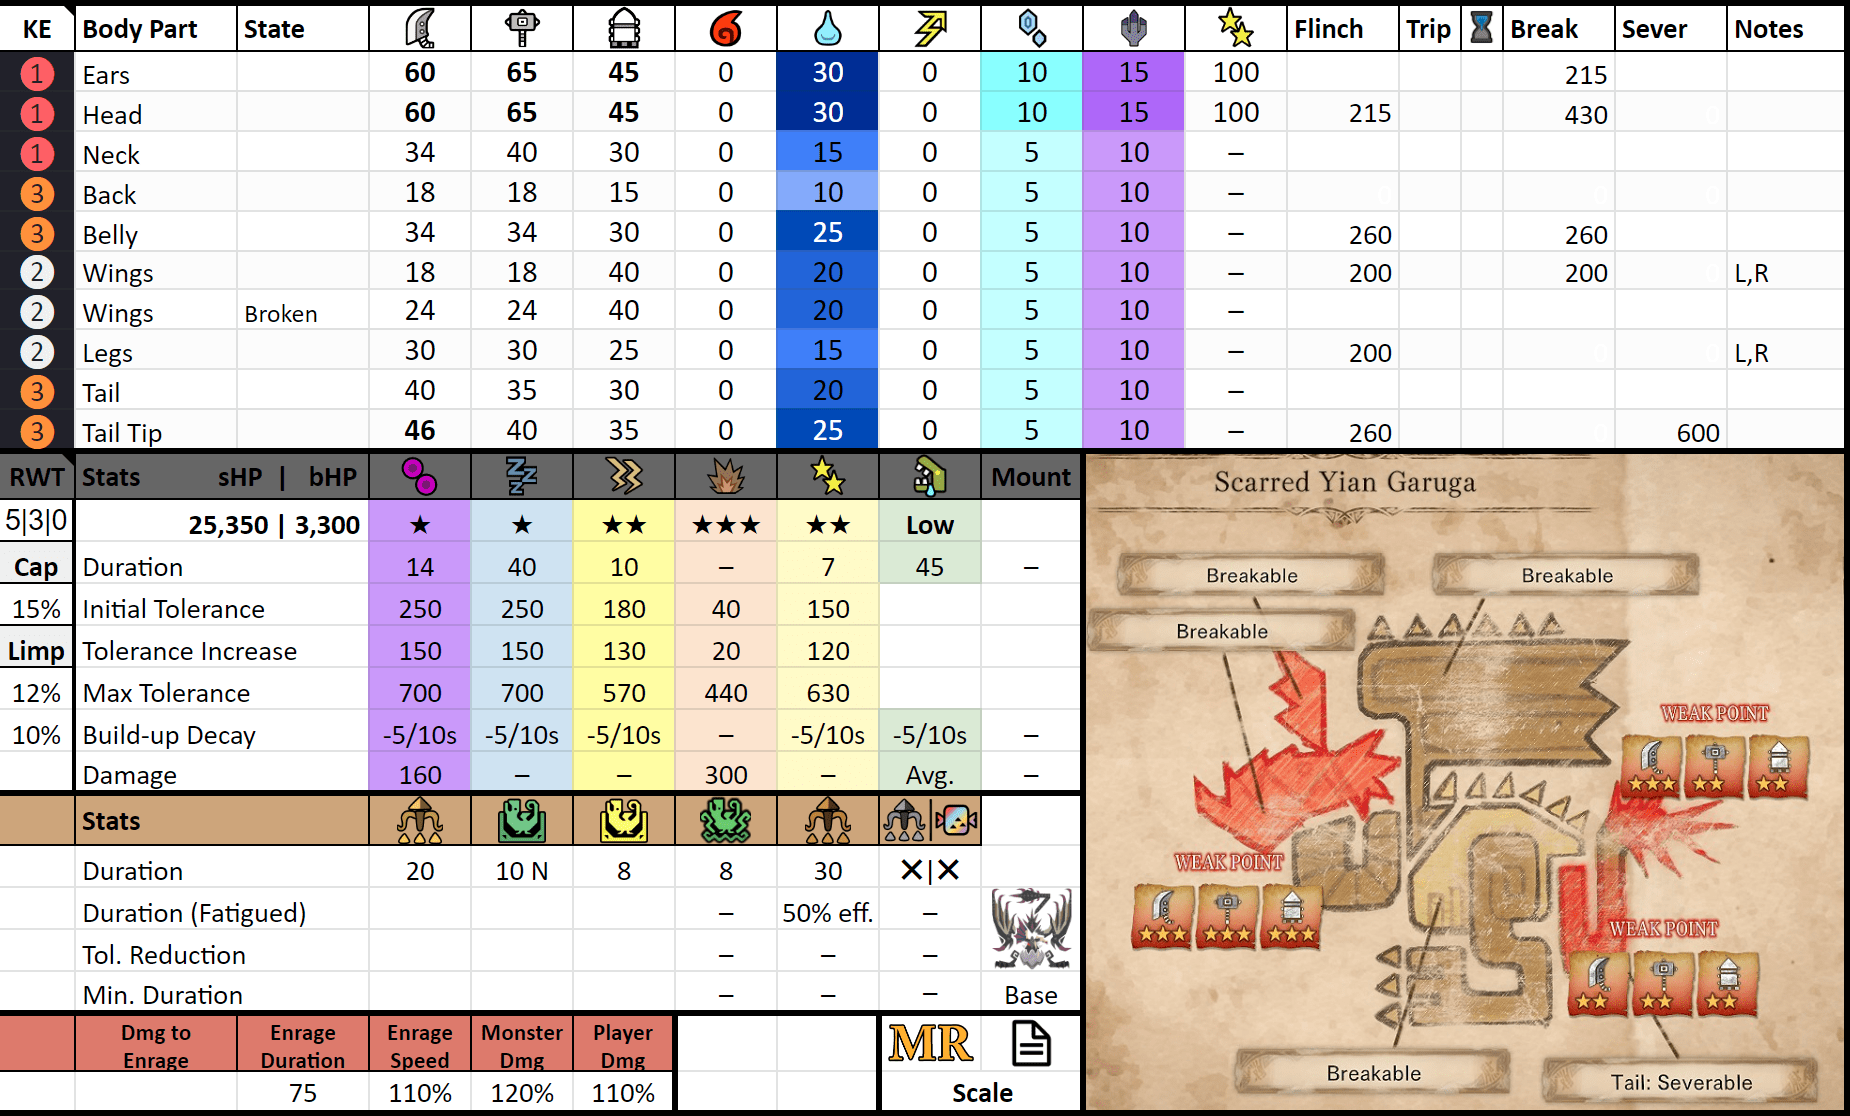 KE Body Part State Flinch Trip Break Sever Notes
1 Ears 60 65 45 0 30 0 10 15 100 215
1 Head 60 65 45 0 30 0 10 15 100 215 430
1 Neck 34 40 30 0 15 0 5 10 –
3 Back 18 18 15 0 10 0 5 10 –
3 Belly 34 34 30 0 25 0 5 10 – 260 260
2 Wings 18 18 40 0 20 0 5 10 – 200 200 L,R
2 Wings Broken 24 24 40 0 20 0 5 10 –
2 Legs 30 30 25 0 15 0 5 10 – 200 L,R
3 Tail 40 35 30 0 20 0 5 10 –
3 Tail Tip 46 40 35 0 25 0 5 10 – 260 600
RWT Stats sHP | bHP Mount
5|3|0 25,350 | 3,300 ★ ★ ★★ ★★★ ★★ Low
Cap Duration 14 40 10 – 7 45 –
15% Initial Tolerance 250 250 180 40 150
Limp Tolerance Increase 150 150 130 20 120
12% Max Tolerance 700 700 570 440 630
10% Build-up Decay -5/10s -5/10s -5/10s – -5/10s -5/10s –
Damage 160 – – 300 – Avg. –
Stats
Duration 20 10 N 8 8 30 ✕|✕
Duration (Fatigued) – 50% eff. –
Tol. Reduction – – –
Min. Duration – – – Base
Dmg to Enrage Enrage Duration Enrage Speed Monster Dmg Player Dmg MR
75 110% 120% 110% Scale
Scarred Yian Garuga
Breakable Breakable
Breakable
WEAK POINT
WEAK POINT
WEAK POINT
Breakable
Tail: Severable